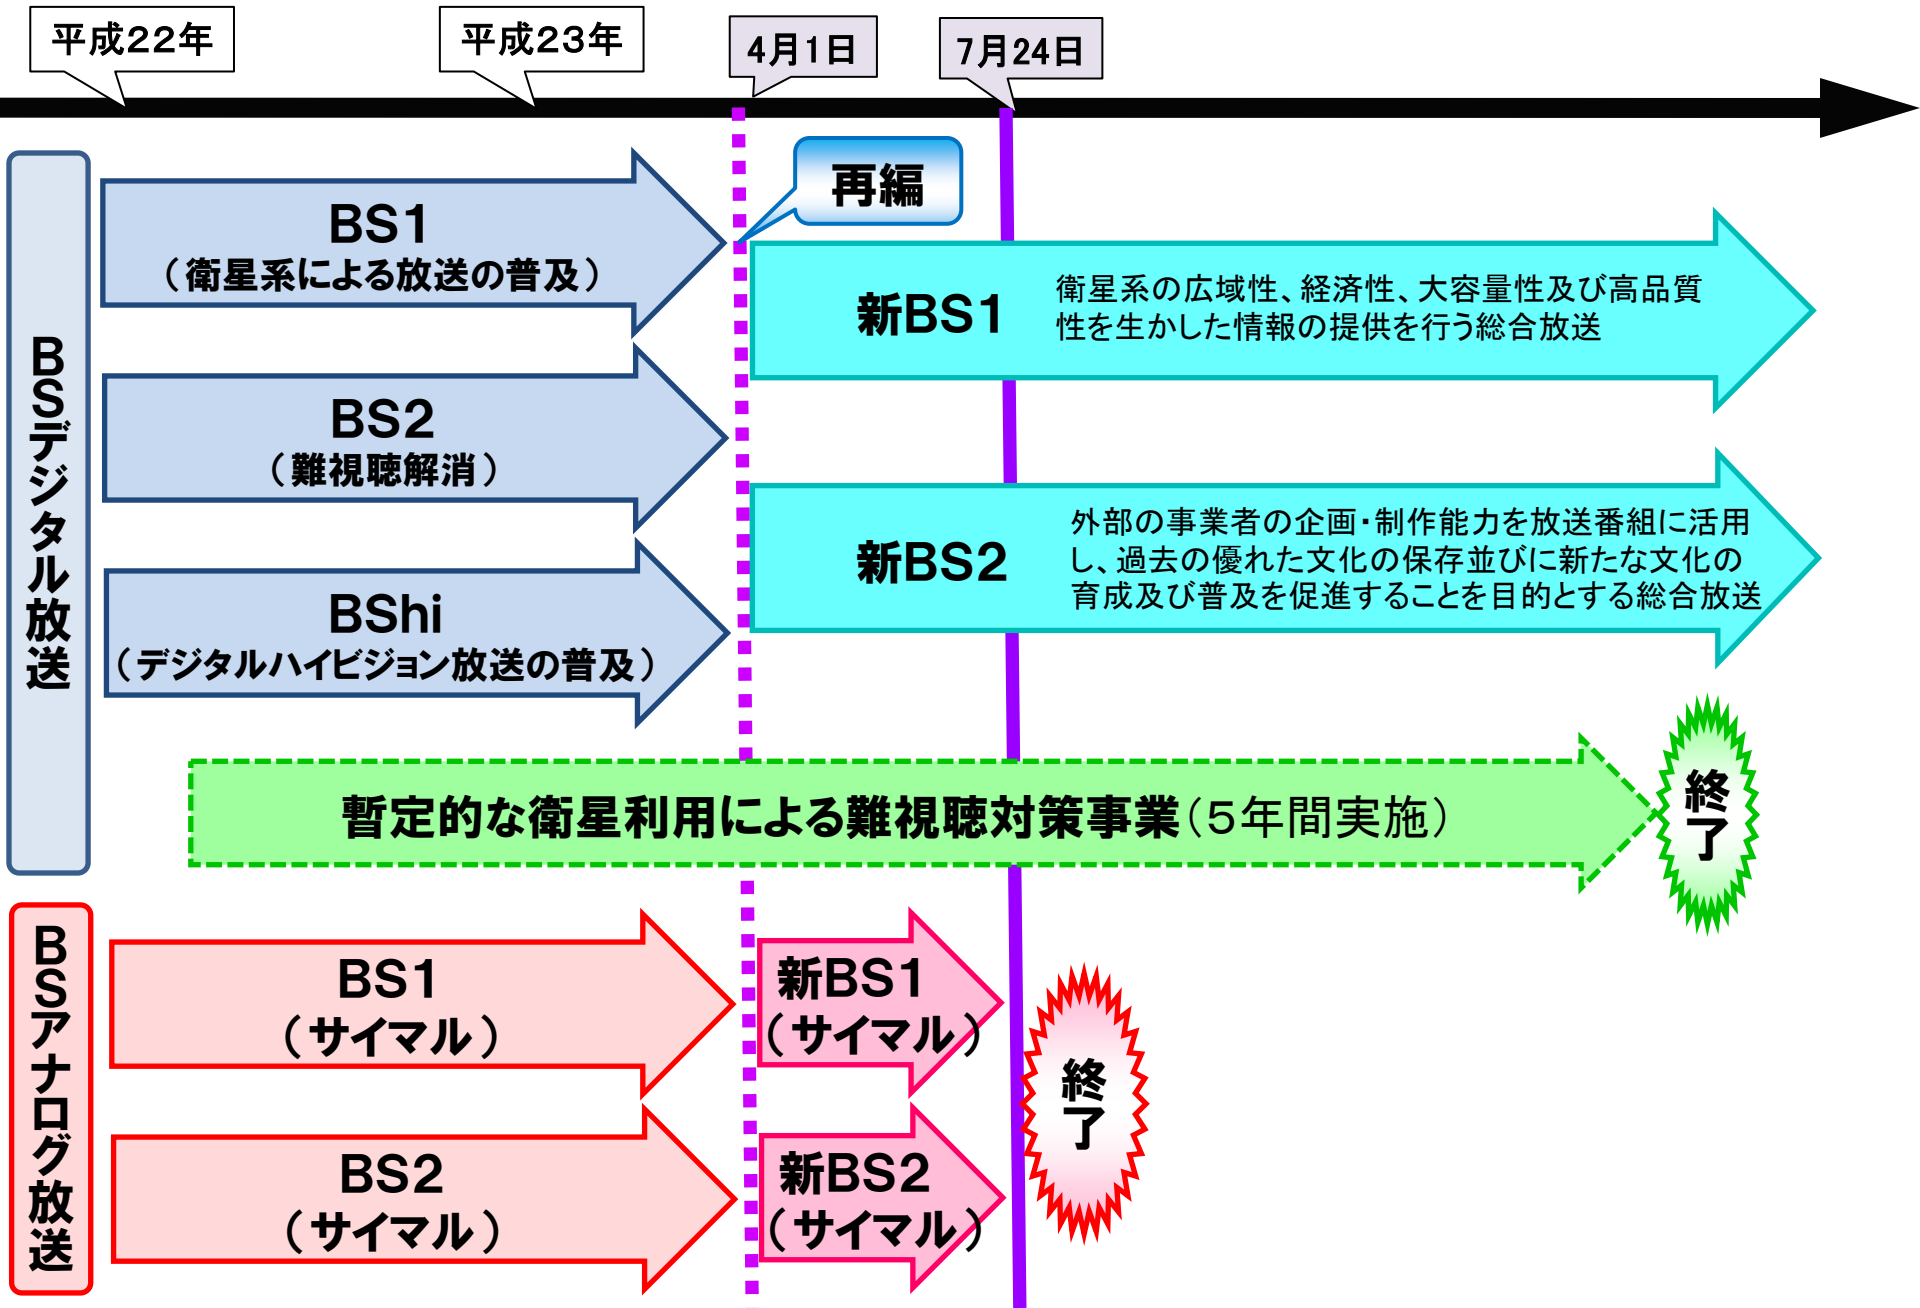 平成22年
平成23年
4月1日
7月24日
BSデジタル放送
BS1
（衛星系による放送の普及）
再編
新BS1
衛星系の広域性、経済性、大容量性及び高品質
性を生かした情報の提供を行う総合放送
BS2
（難視聴解消）
新BS2
外部の事業者の企画・制作能力を放送番組に活用
し、過去の優れた文化の保存並びに新たな文化の
育成及び普及を促進することを目的とする総合放送
BShi
（デジタルハイビジョン放送の普及）
暫定的な衛星利用による難視聴対策事業（５年間実施）
終了
BSアナログ放送
BS1
（サイマル）
新BS1
（サイマル）
終了
BS2
（サイマル）
新BS2
（サイマル）